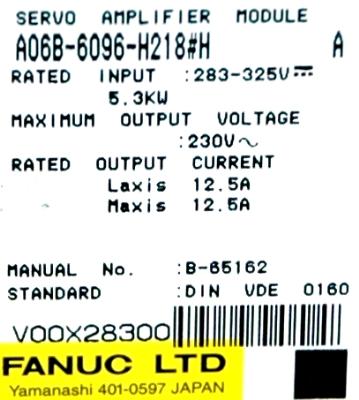 SERVO AMPLIFIER MODULE
A06B-6096-H218#H A
RATED INPUT :283-325V⎓
5.3KW
MAXIMUM OUTPUT VOLTAGE
:230V~
RATED OUTPUT CURRENT
Laxis 12.5A
Maxis 12.5A
MANUAL No. :B-65162
STANDARD :DIN VDE 0160
V00X28300
FANUC LTD
Yamanashi 401-0597 JAPAN